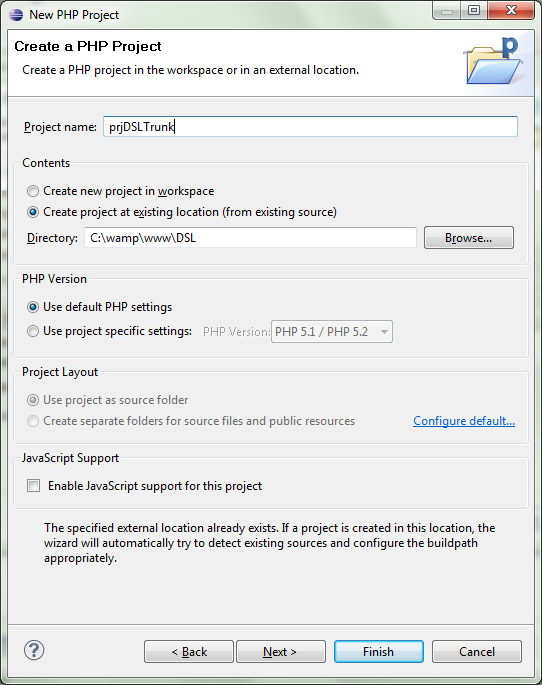 New PHP Project
Create a PHP Project
Create a PHP project in the workspace or in an external location.
p
Project name: prjDSLTrunk
Contents
Create new project in workspace
Create project at existing location (from existing source)
Directory: C:\wamp\www\DSL Browse...
PHP Version
Use default PHP settings
Use project specific settings: PHP Version: PHP 5.1 / PHP 5.2
Project Layout
Use project as source folder
Create separate folders for source files and public resources Configure default...
JavaScript Support
Enable JavaScript support for this project
The specified external location already exists. If a project is created in this location, the
wizard will automatically try to detect existing sources and configure the buildpath
appropriately.
? < Back Next > Finish Cancel